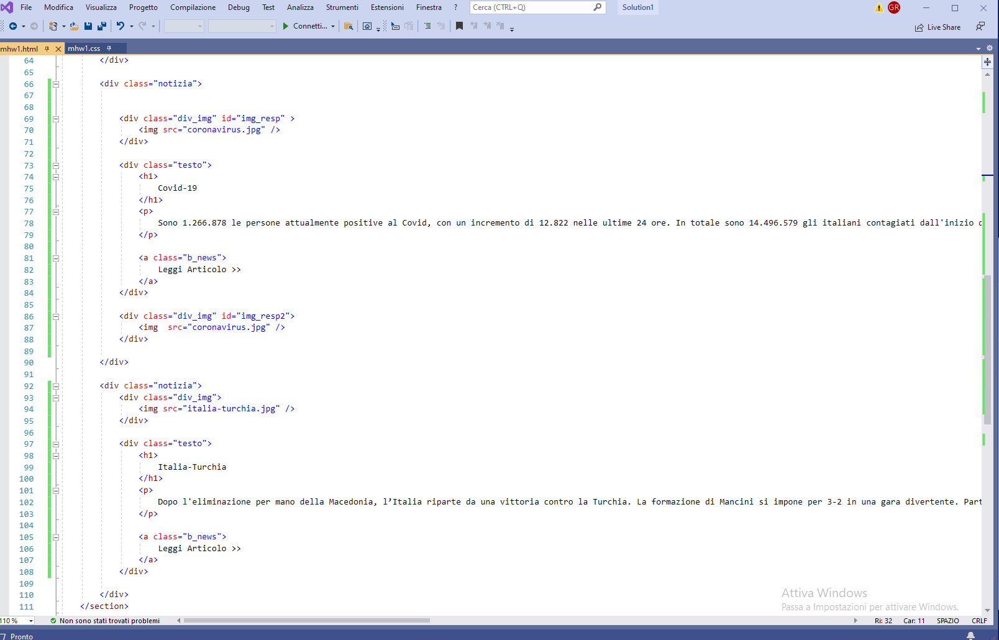 File Modifica Visualizza Progetto Compilazione Debug Test Analizza Strumenti Estensioni Finestra ? Cerca (CTRL+Q) Solution1 GR
Connetti... Live Share
mhw1.html mhw1.css
64 </div>
65
66 <div class="notizia">
67
68
69 <div class="div_img" id="img_resp" >
70 <img src="coronavirus.jpg" />
71 </div>
72
73 <div class="testo">
74 <h1>
75 Covid-19
76 </h1>
77 <p>
78 Sono 1.266.878 le persone attualmente positive al Covid, con un incremento di 12.822 nelle ultime 24 ore. In totale sono 14.496.579 gli italiani contagiati dall'inizio
79 </p>
80
81 <a class="b_news">
82 Leggi Articolo >>
83 </a>
84 </div>
85
86 <div class="div_img" id="img_resp2">
87 <img  src="coronavirus.jpg" />
88 </div>
89
90 </div>
91
92 <div class="notizia">
93 <div class="div_img">
94 <img src="italia-turchia.jpg" />
95 </div>
96
97 <div class="testo">
98 <h1>
99 Italia-Turchia
100 </h1>
101 <p>
102 Dopo l'eliminazione per mano della Macedonia, l’Italia riparte da una vittoria contro la Turchia. La formazione di Mancini si impone per 3-2 in una gara divertente. Part
103 </p>
104
105 <a class="b_news">
106 Leggi Articolo >>
107 </a>
108 </div>
109
110 </div>
111 </section>
Attiva Windows
Passa a Impostazioni per attivare Windows.
110 % Non sono stati trovati problemi Ri: 32 Car: 11 SPAZIO CRLF
Pronto